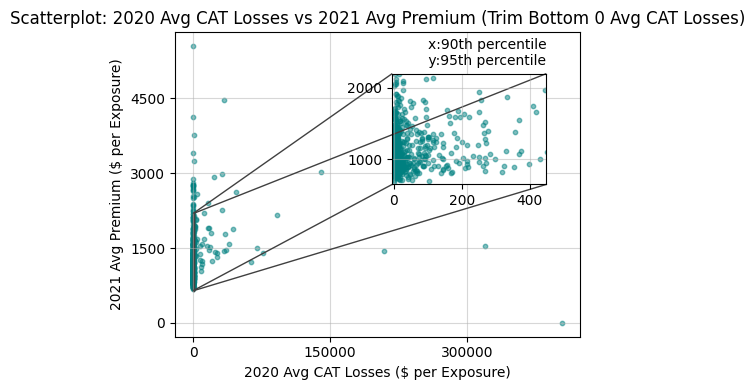 Scatterplot: 2020 Avg CAT Losses vs 2021 Avg Premium (Trim Bottom 0 Avg CAT Losses)
x:90th percentile
y:95th percentile
2000
1000
0 200 400
4500
3000
1500
0
2021 Avg Premium ($ per Exposure)
0 150000 300000
2020 Avg CAT Losses ($ per Exposure)